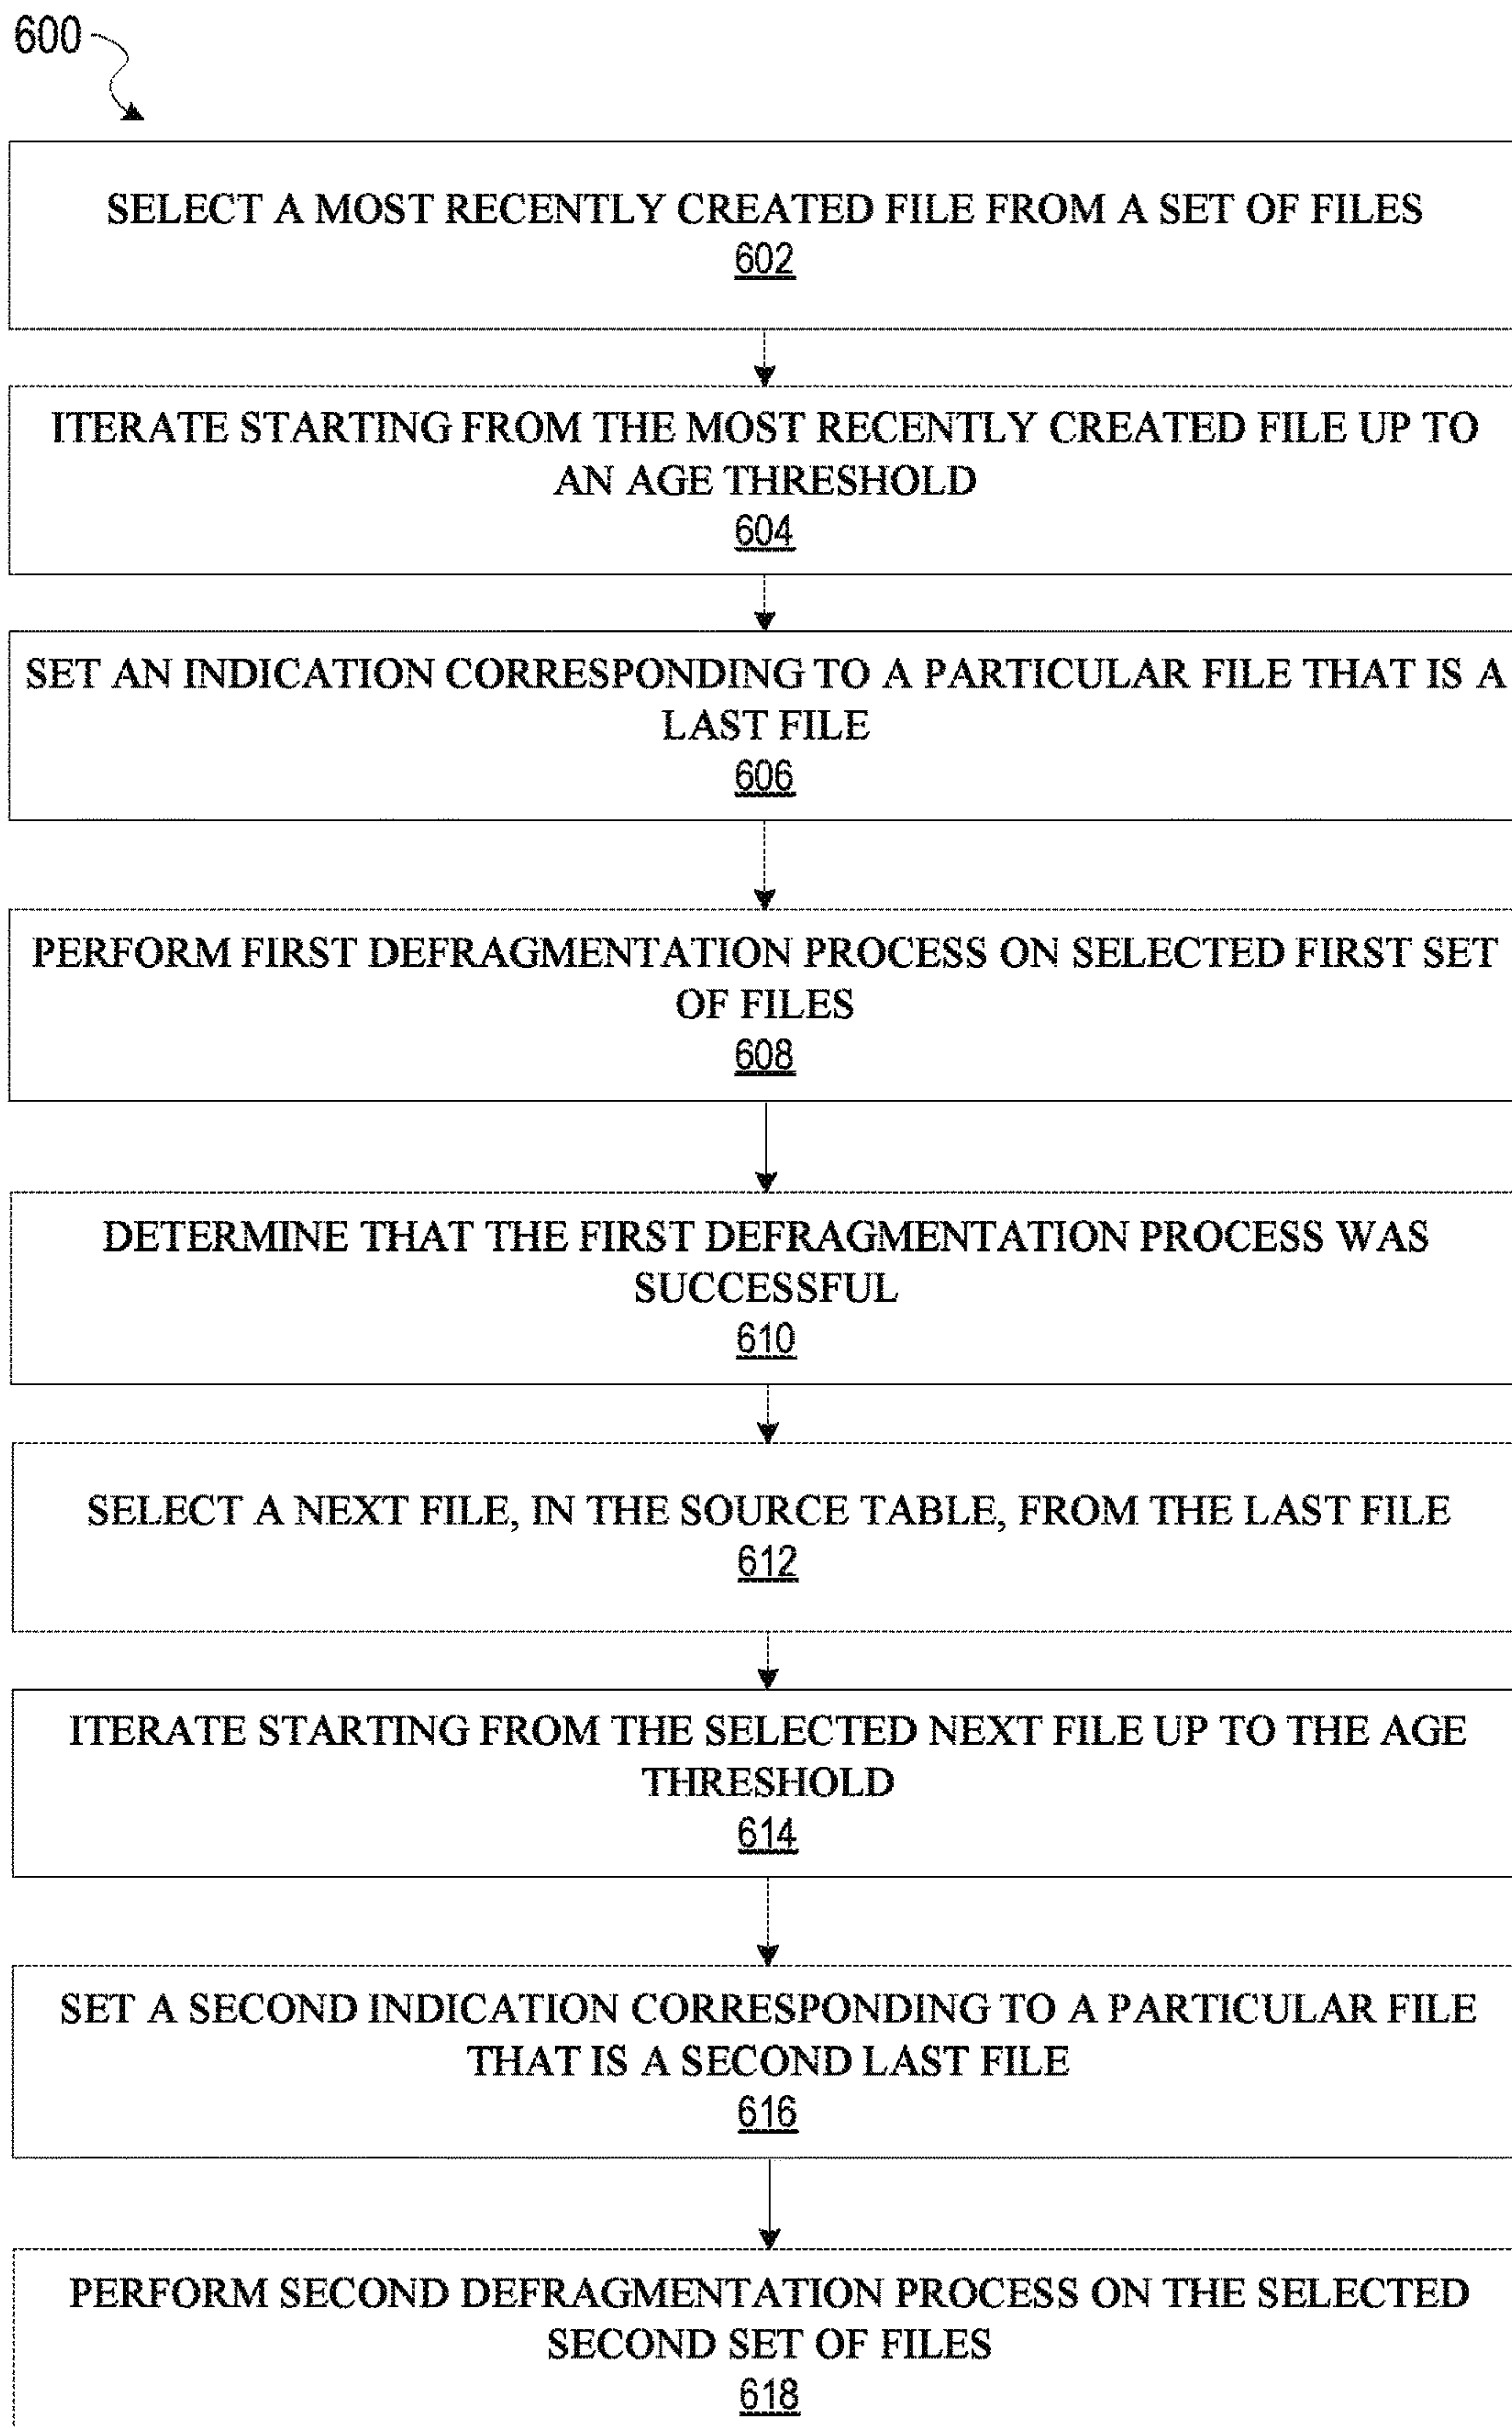 600
SELECT A MOST RECENTLY CREATED FILE FROM A SET OF FILES
602
ITERATE STARTING FROM THE MOST RECENTLY CREATED FILE UP TO
AN AGE THRESHOLD
604
SET AN INDICATION CORRESPONDING TO A PARTICULAR FILE THAT IS A
LAST FILE
606
PERFORM FIRST DEFRAGMENTATION PROCESS ON SELECTED FIRST SET
OF FILES
608
DETERMINE THAT THE FIRST DEFRAGMENTATION PROCESS WAS
SUCCESSFUL
610
SELECT A NEXT FILE, IN THE SOURCE TABLE, FROM THE LAST FILE
612
ITERATE STARTING FROM THE SELECTED NEXT FILE UP TO THE AGE
THRESHOLD
614
SET A SECOND INDICATION CORRESPONDING TO A PARTICULAR FILE
THAT IS A SECOND LAST FILE
616
PERFORM SECOND DEFRAGMENTATION PROCESS ON THE SELECTED
SECOND SET OF FILES
618